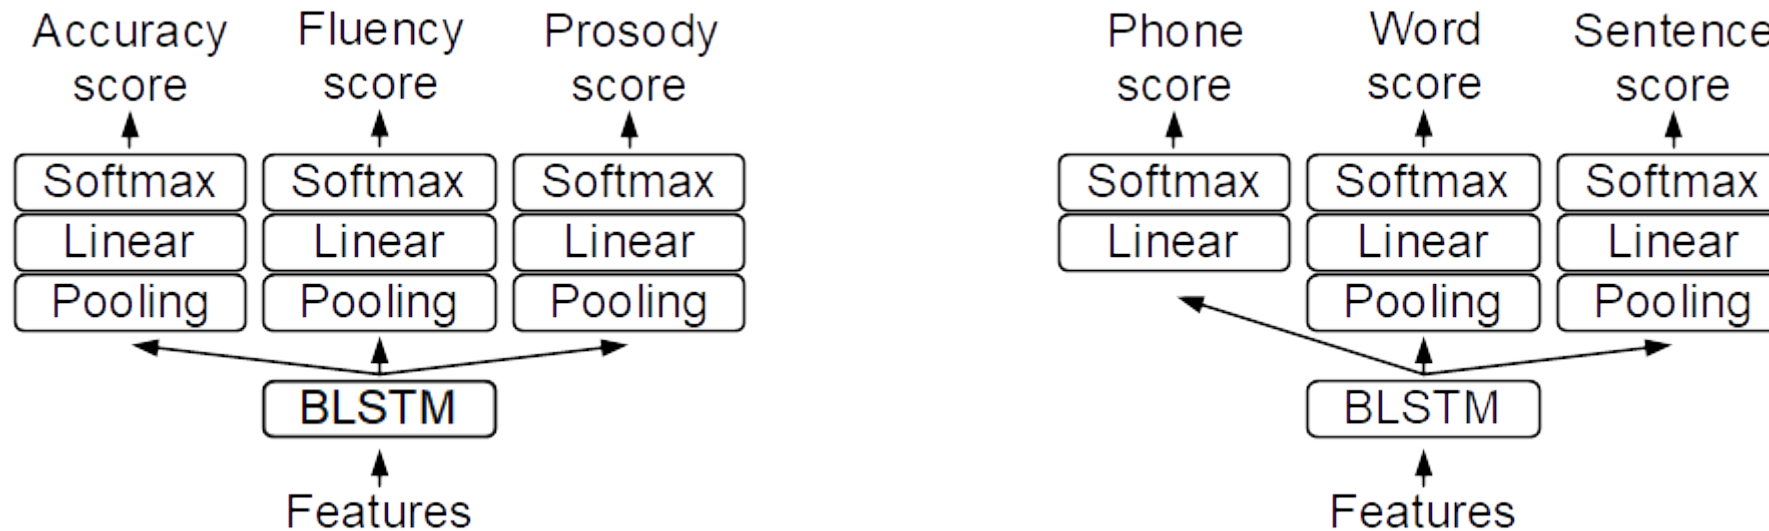 Accuracy score
Fluency score
Prosody score
Softmax Softmax Softmax
Linear Linear Linear
Pooling Pooling Pooling
BLSTM
Features
Phone score
Word score
Sentence score
Softmax Softmax Softmax
Linear Linear Linear
Pooling Pooling
BLSTM
Features